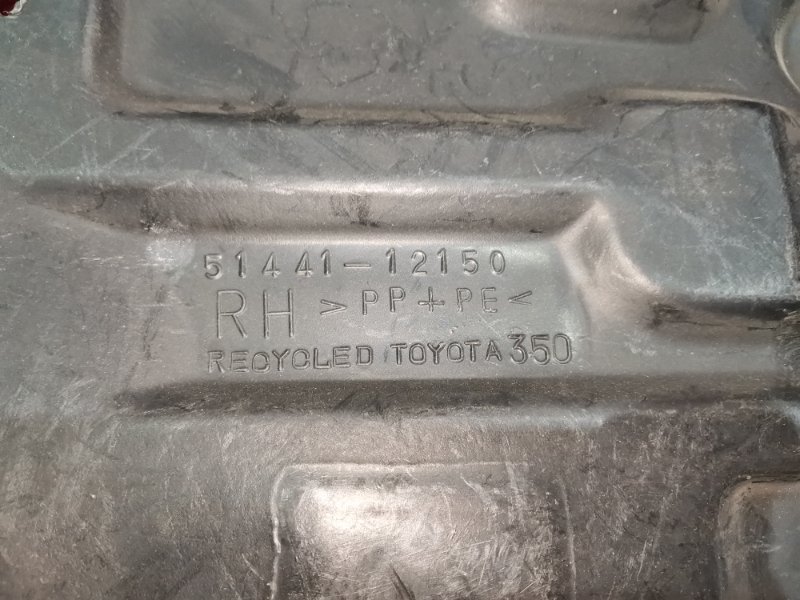 51441-12150
RH >PP+PE<
RECYCLED TOYOTA 350